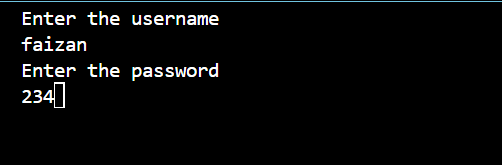 Enter the username
faizan
Enter the password
234